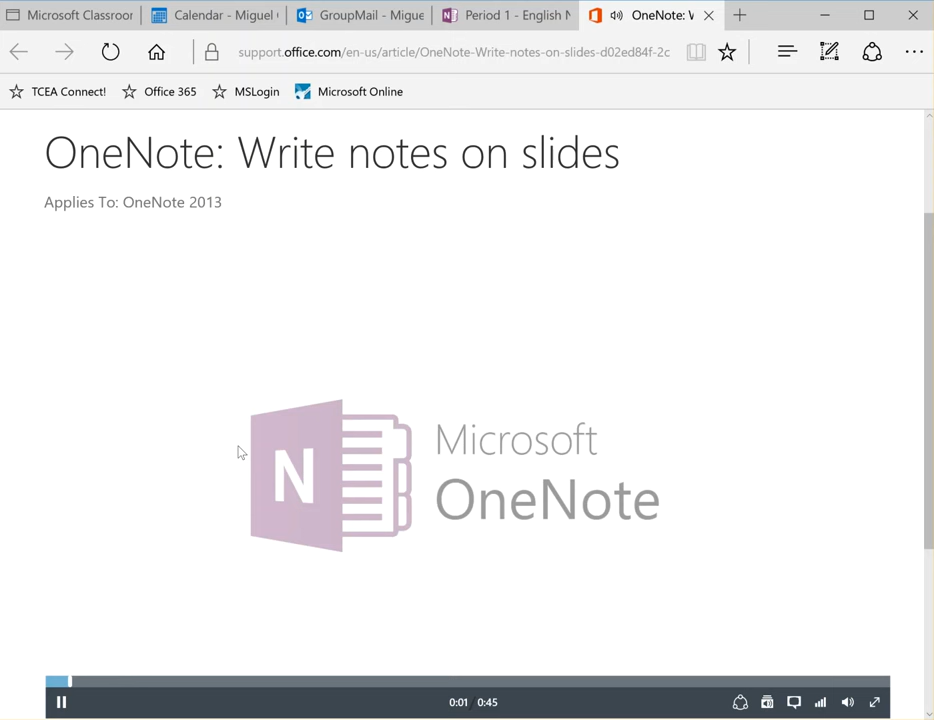 Microsoft Classroor
Calendar - Miguel
GroupMail - Migue
Period 1 - English N
OneNote: W
support.office.com/en-us/article/OneNote-Write-notes-on-slides-d02ed84f-2c
TCEA Connect!
Office 365
MSLogin
Microsoft Online
OneNote: Write notes on slides
Applies To: OneNote 2013
N
Microsoft
OneNote
0:01 / 0:45